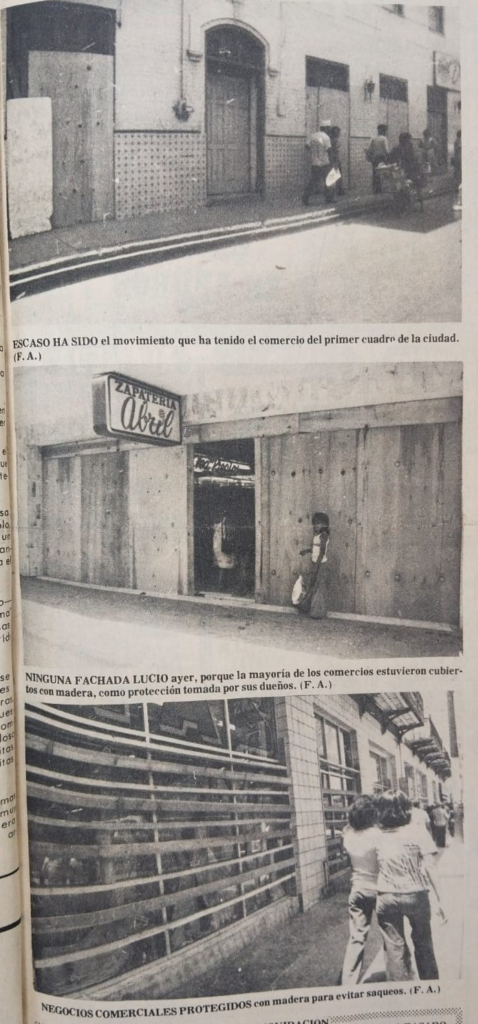 ESCASO HA SIDO el movimiento que ha tenido el comercio del primer cuadro de la ciudad.
(F. A.)
ZAPATERIA
Abril
NINGUNA FACHADA LUCIO ayer, porque la mayoría de los comercios estuvieron cubier-
tos con madera, como protección tomada por sus dueños. (F. A.)
NEGOCIOS COMERCIALES PROTEGIDOS con madera para evitar saqueos. (F. A.)